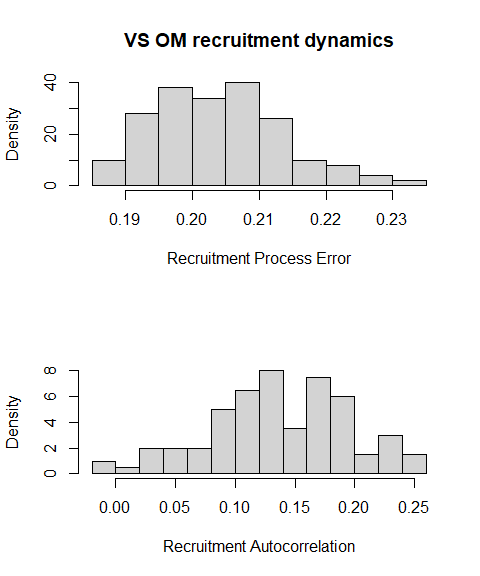 VS OM recruitment dynamics
Density
40
20
0
0.19 0.20 0.21 0.22 0.23
Recruitment Process Error
Density
8
6
4
2
0
0.00 0.05 0.10 0.15 0.20 0.25
Recruitment Autocorrelation